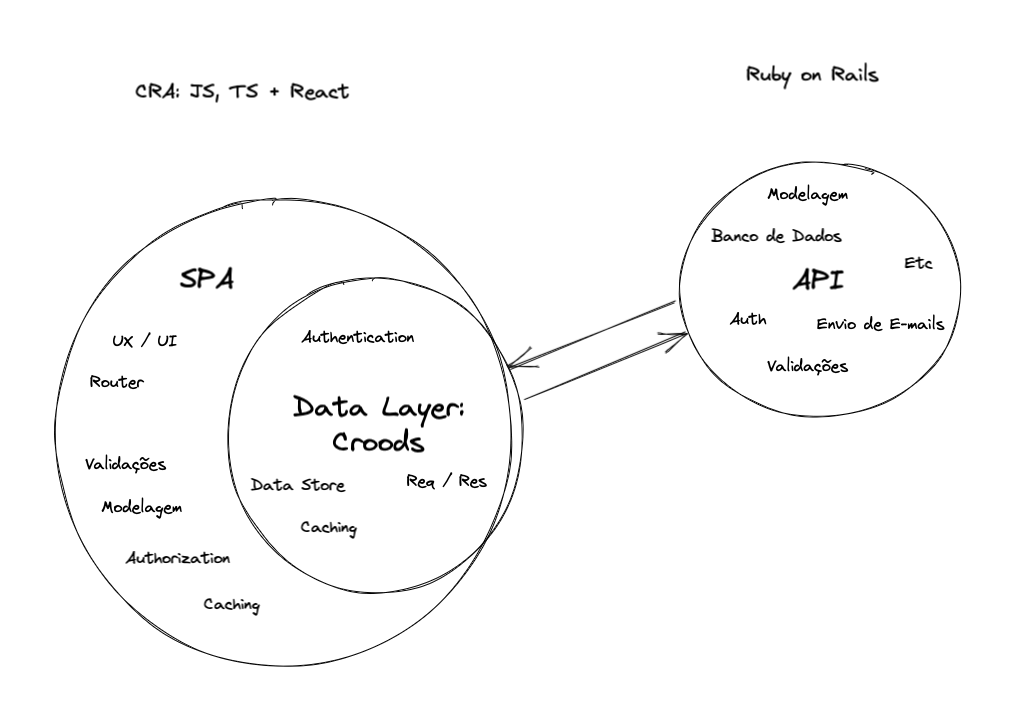 CRA: JS, TS + React
Ruby on Rails
SPA
UX / UI
Router
Validações
Modelagem
Authorization
Caching
Authentication
Data Layer:
Croods
Data Store
Req / Res
Caching
Modelagem
Banco de Dados
Etc
API
Auth
Envio de E-mails
Validações